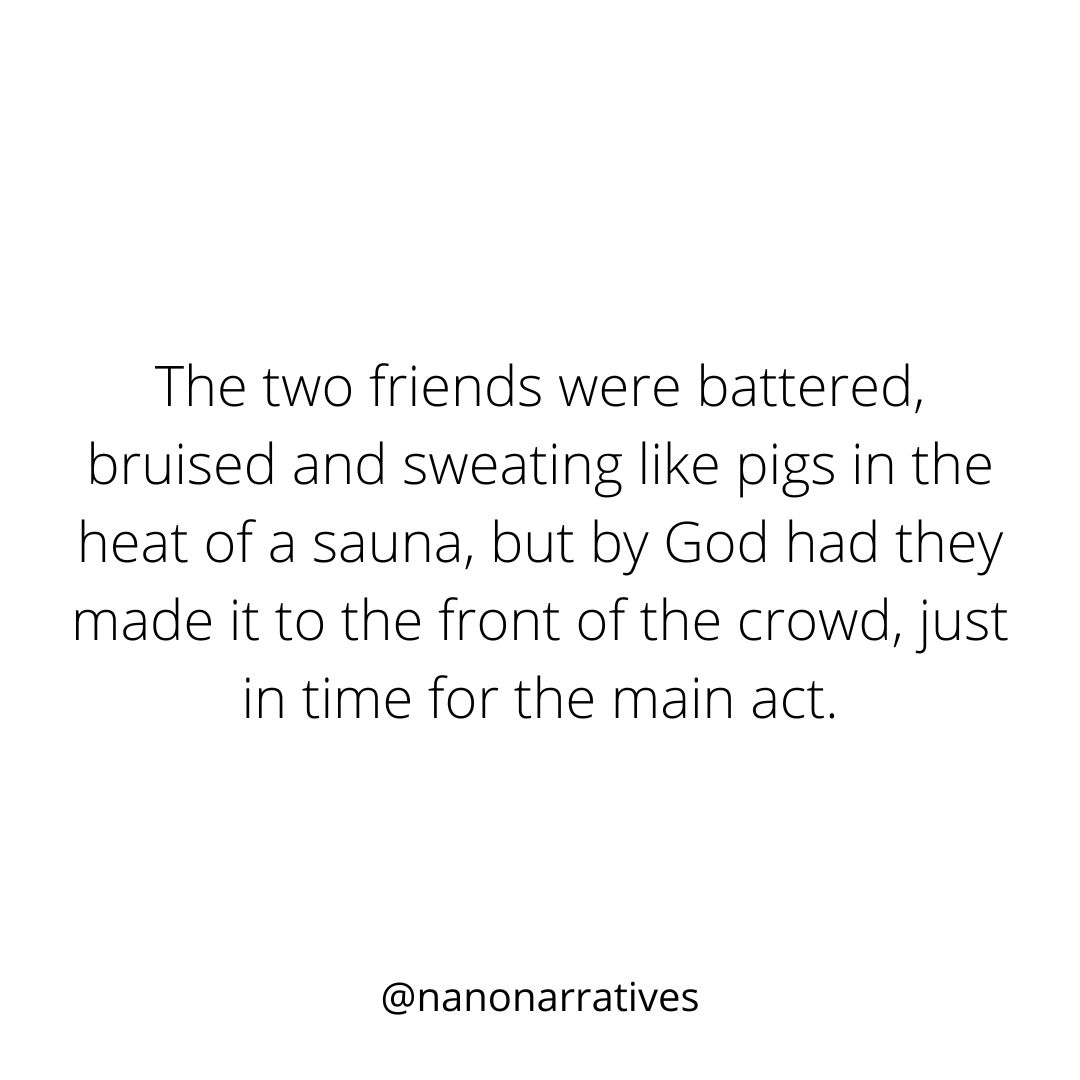 The two friends were battered,
bruised and sweating like pigs in the
heat of a sauna, but by God had they
made it to the front of the crowd, just
in time for the main act.
@nanonarratives